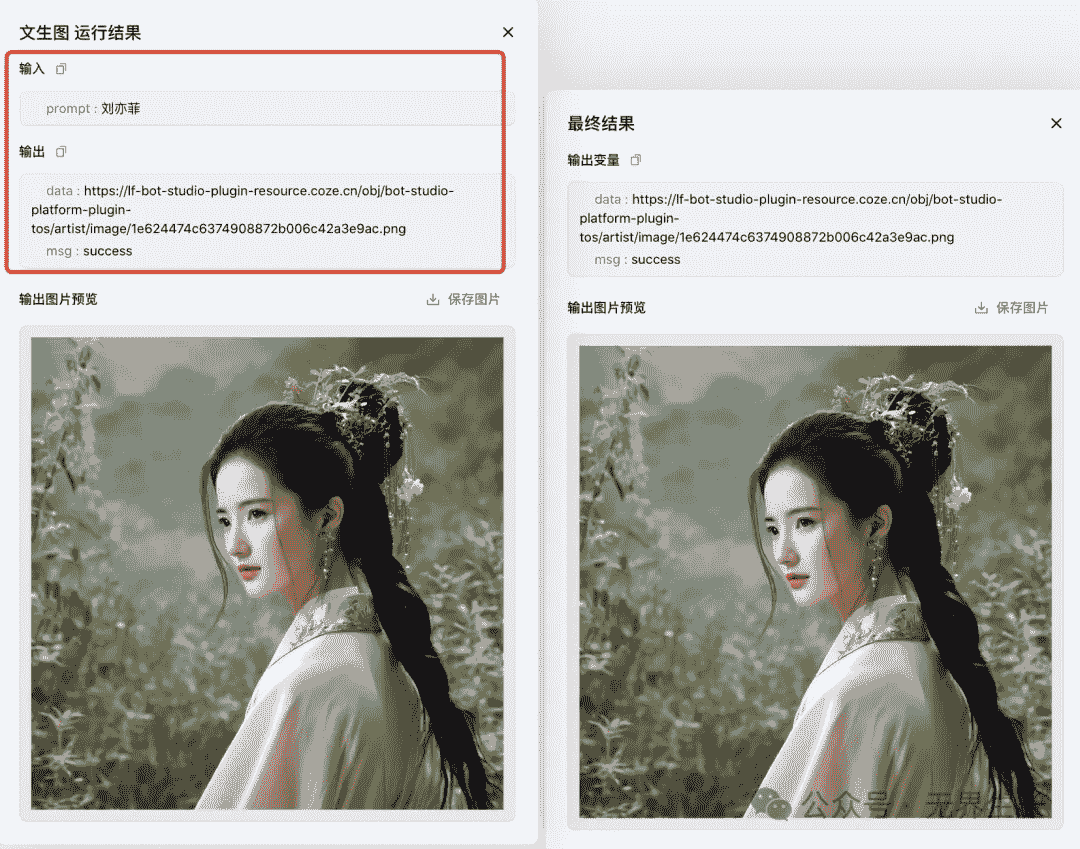 文生图 运行结果
输入
prompt : 刘亦菲
输出
data : https://lf-bot-studio-plugin-resource.coze.cn/obj/bot-studio-
platform-plugin-
tos/artist/image/1e624474c6374908872b006c42a3e9ac.png
msg : success
输出图片预览
保存图片
最终结果
输出变量
data : https://lf-bot-studio-plugin-resource.coze.cn/obj/bot-studio-
platform-plugin-
tos/artist/image/1e624474c6374908872b006c42a3e9ac.png
msg : success
输出图片预览
保存图片
公众号 · 无界生